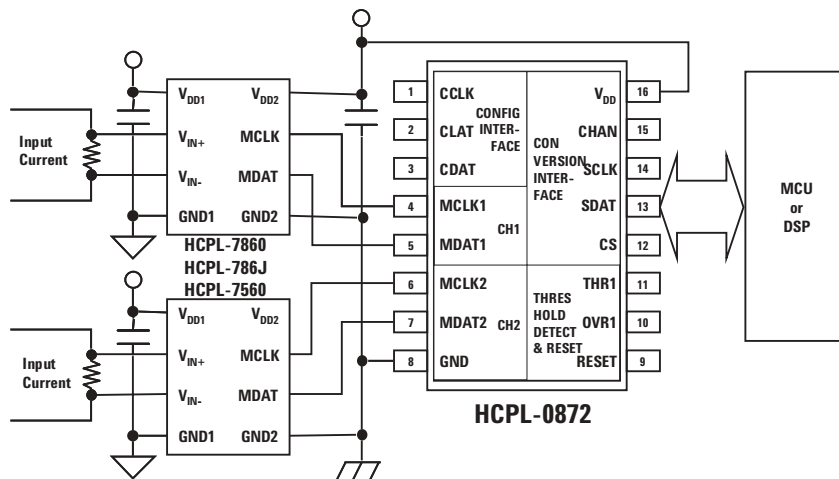 Input
Current
VDD1
VDD2
VIN+
MCLK
VIN-
MDAT
GND1
GND2
HCPL-7860
HCPL-786J
HCPL-7560
Input
Current
VDD1
VDD2
VIN+
MCLK
VIN-
MDAT
GND1
GND2
1
CCLK
2
CLAT
3
CDAT
4
MCLK1
5
MDAT1
6
MCLK2
7
MDAT2
8
GND
CONFIG
INTER-
FACE
CH1
CH2
CON
VERSION
INTER-
FACE
THRES
HOLD
DETECT
& RESET
VDD
16
CHAN
15
SCLK
14
SDAT
13
CS
12
THR1
11
OVR1
10
RESET
9
HCPL-0872
MCU
or
DSP